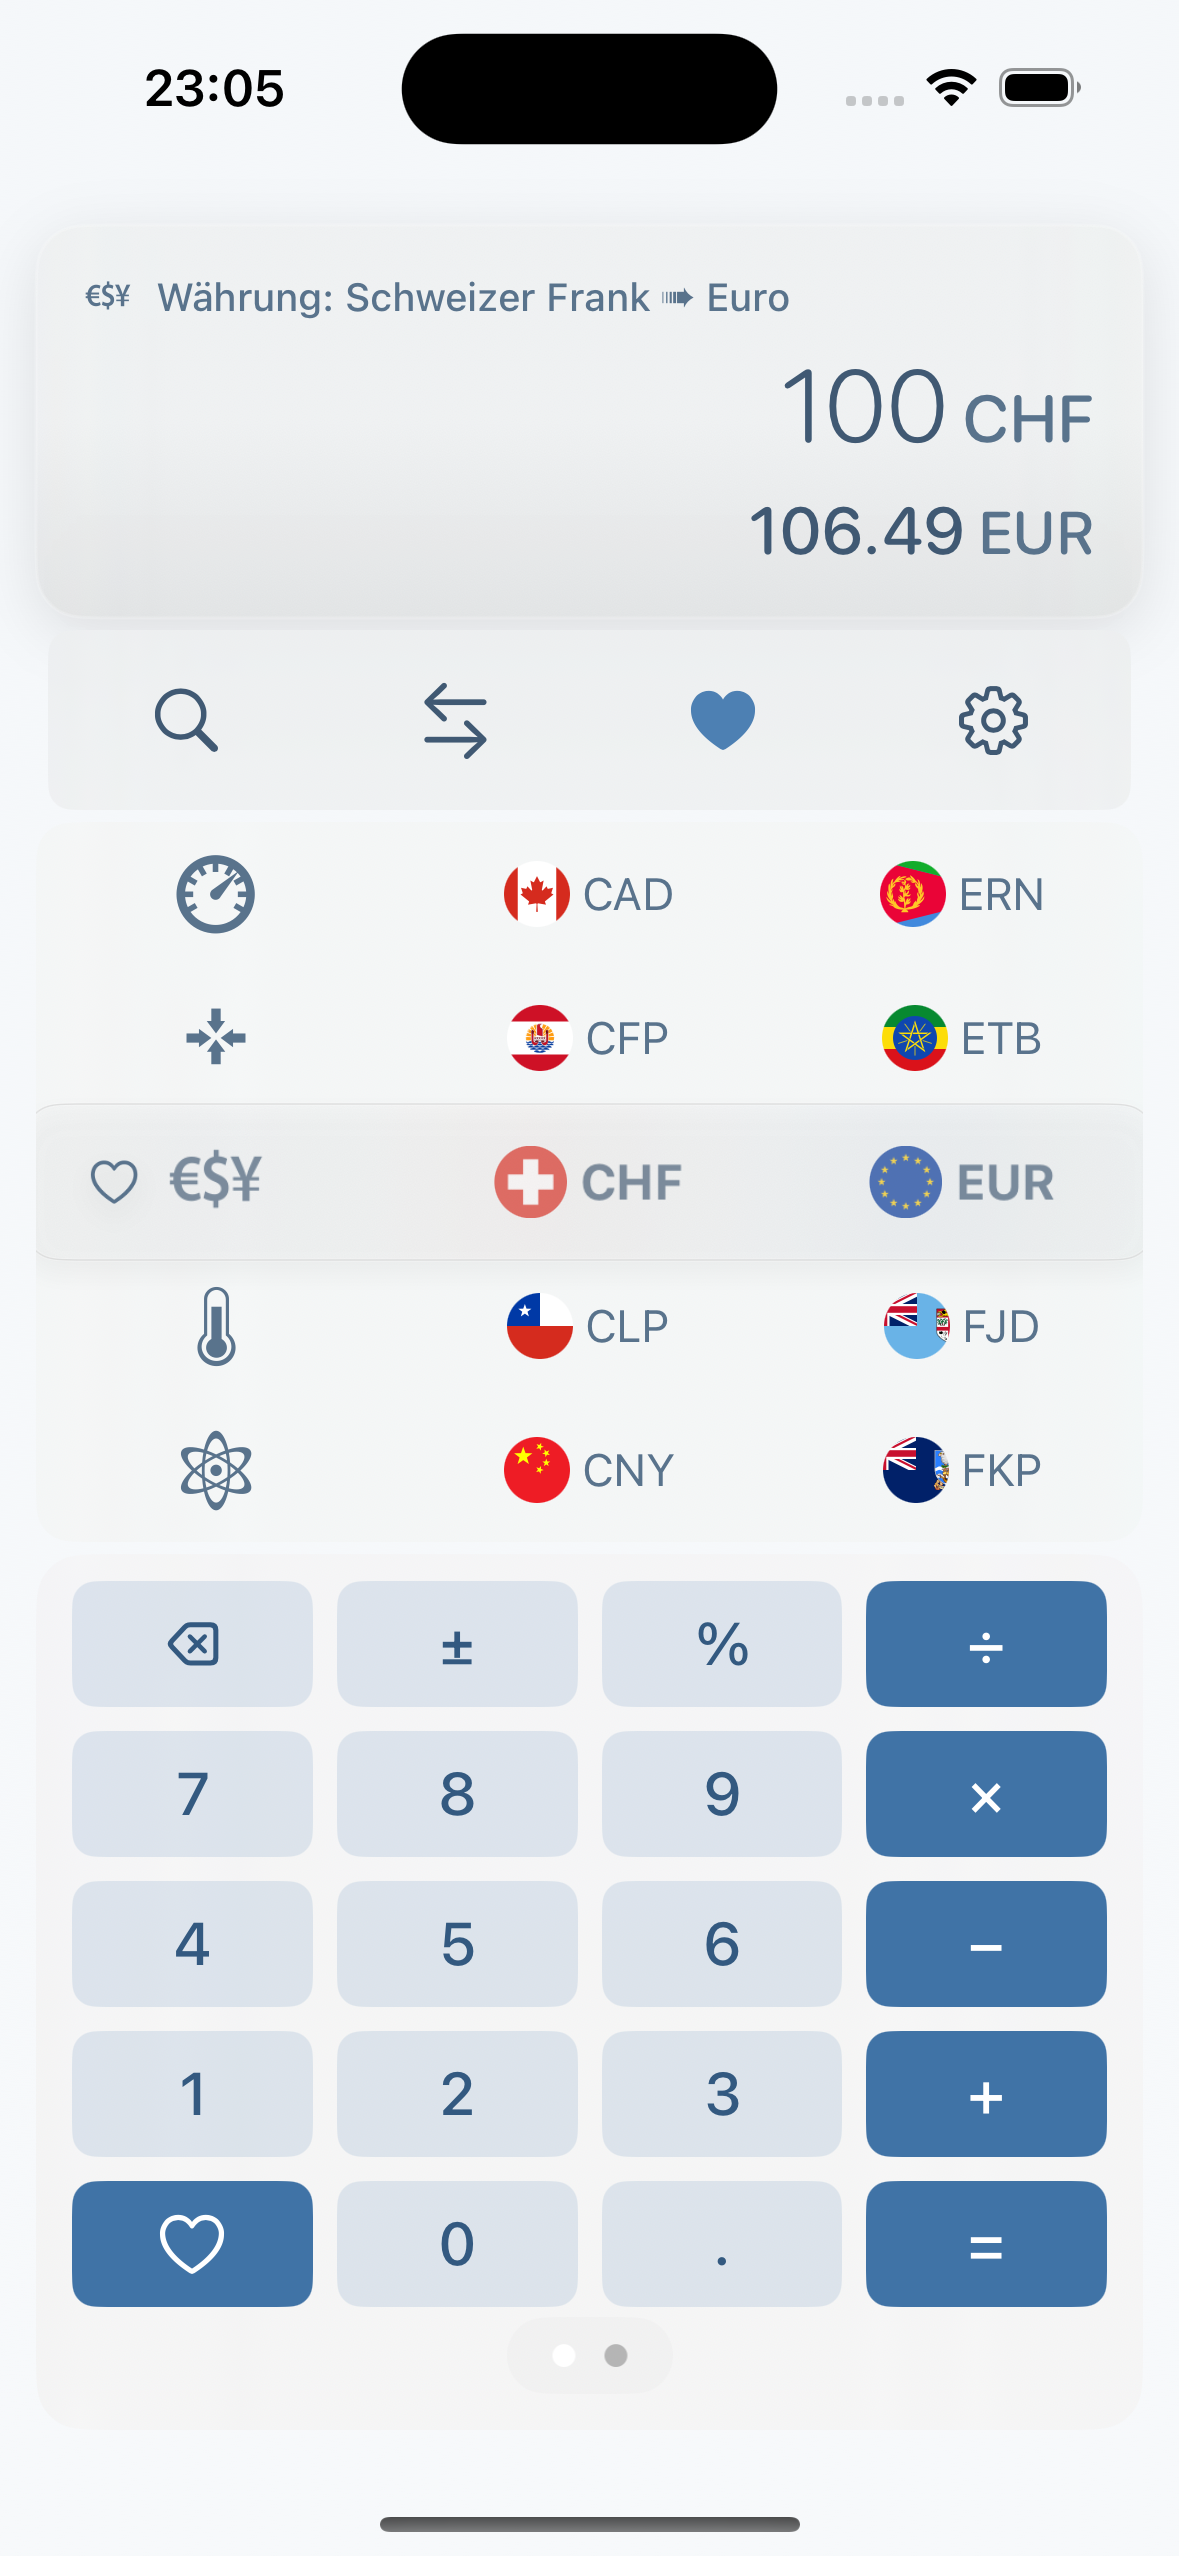 23:05
€$¥ Währung: Schweizer Frank ➠ Euro
100 CHF
106.49 EUR
CAD ERN
CFP ETB
€$¥ CHF EUR
CLP FJD
CNY FKP
± % ÷
7 8 9 ×
4 5 6 −
1 2 3 +
0 . =